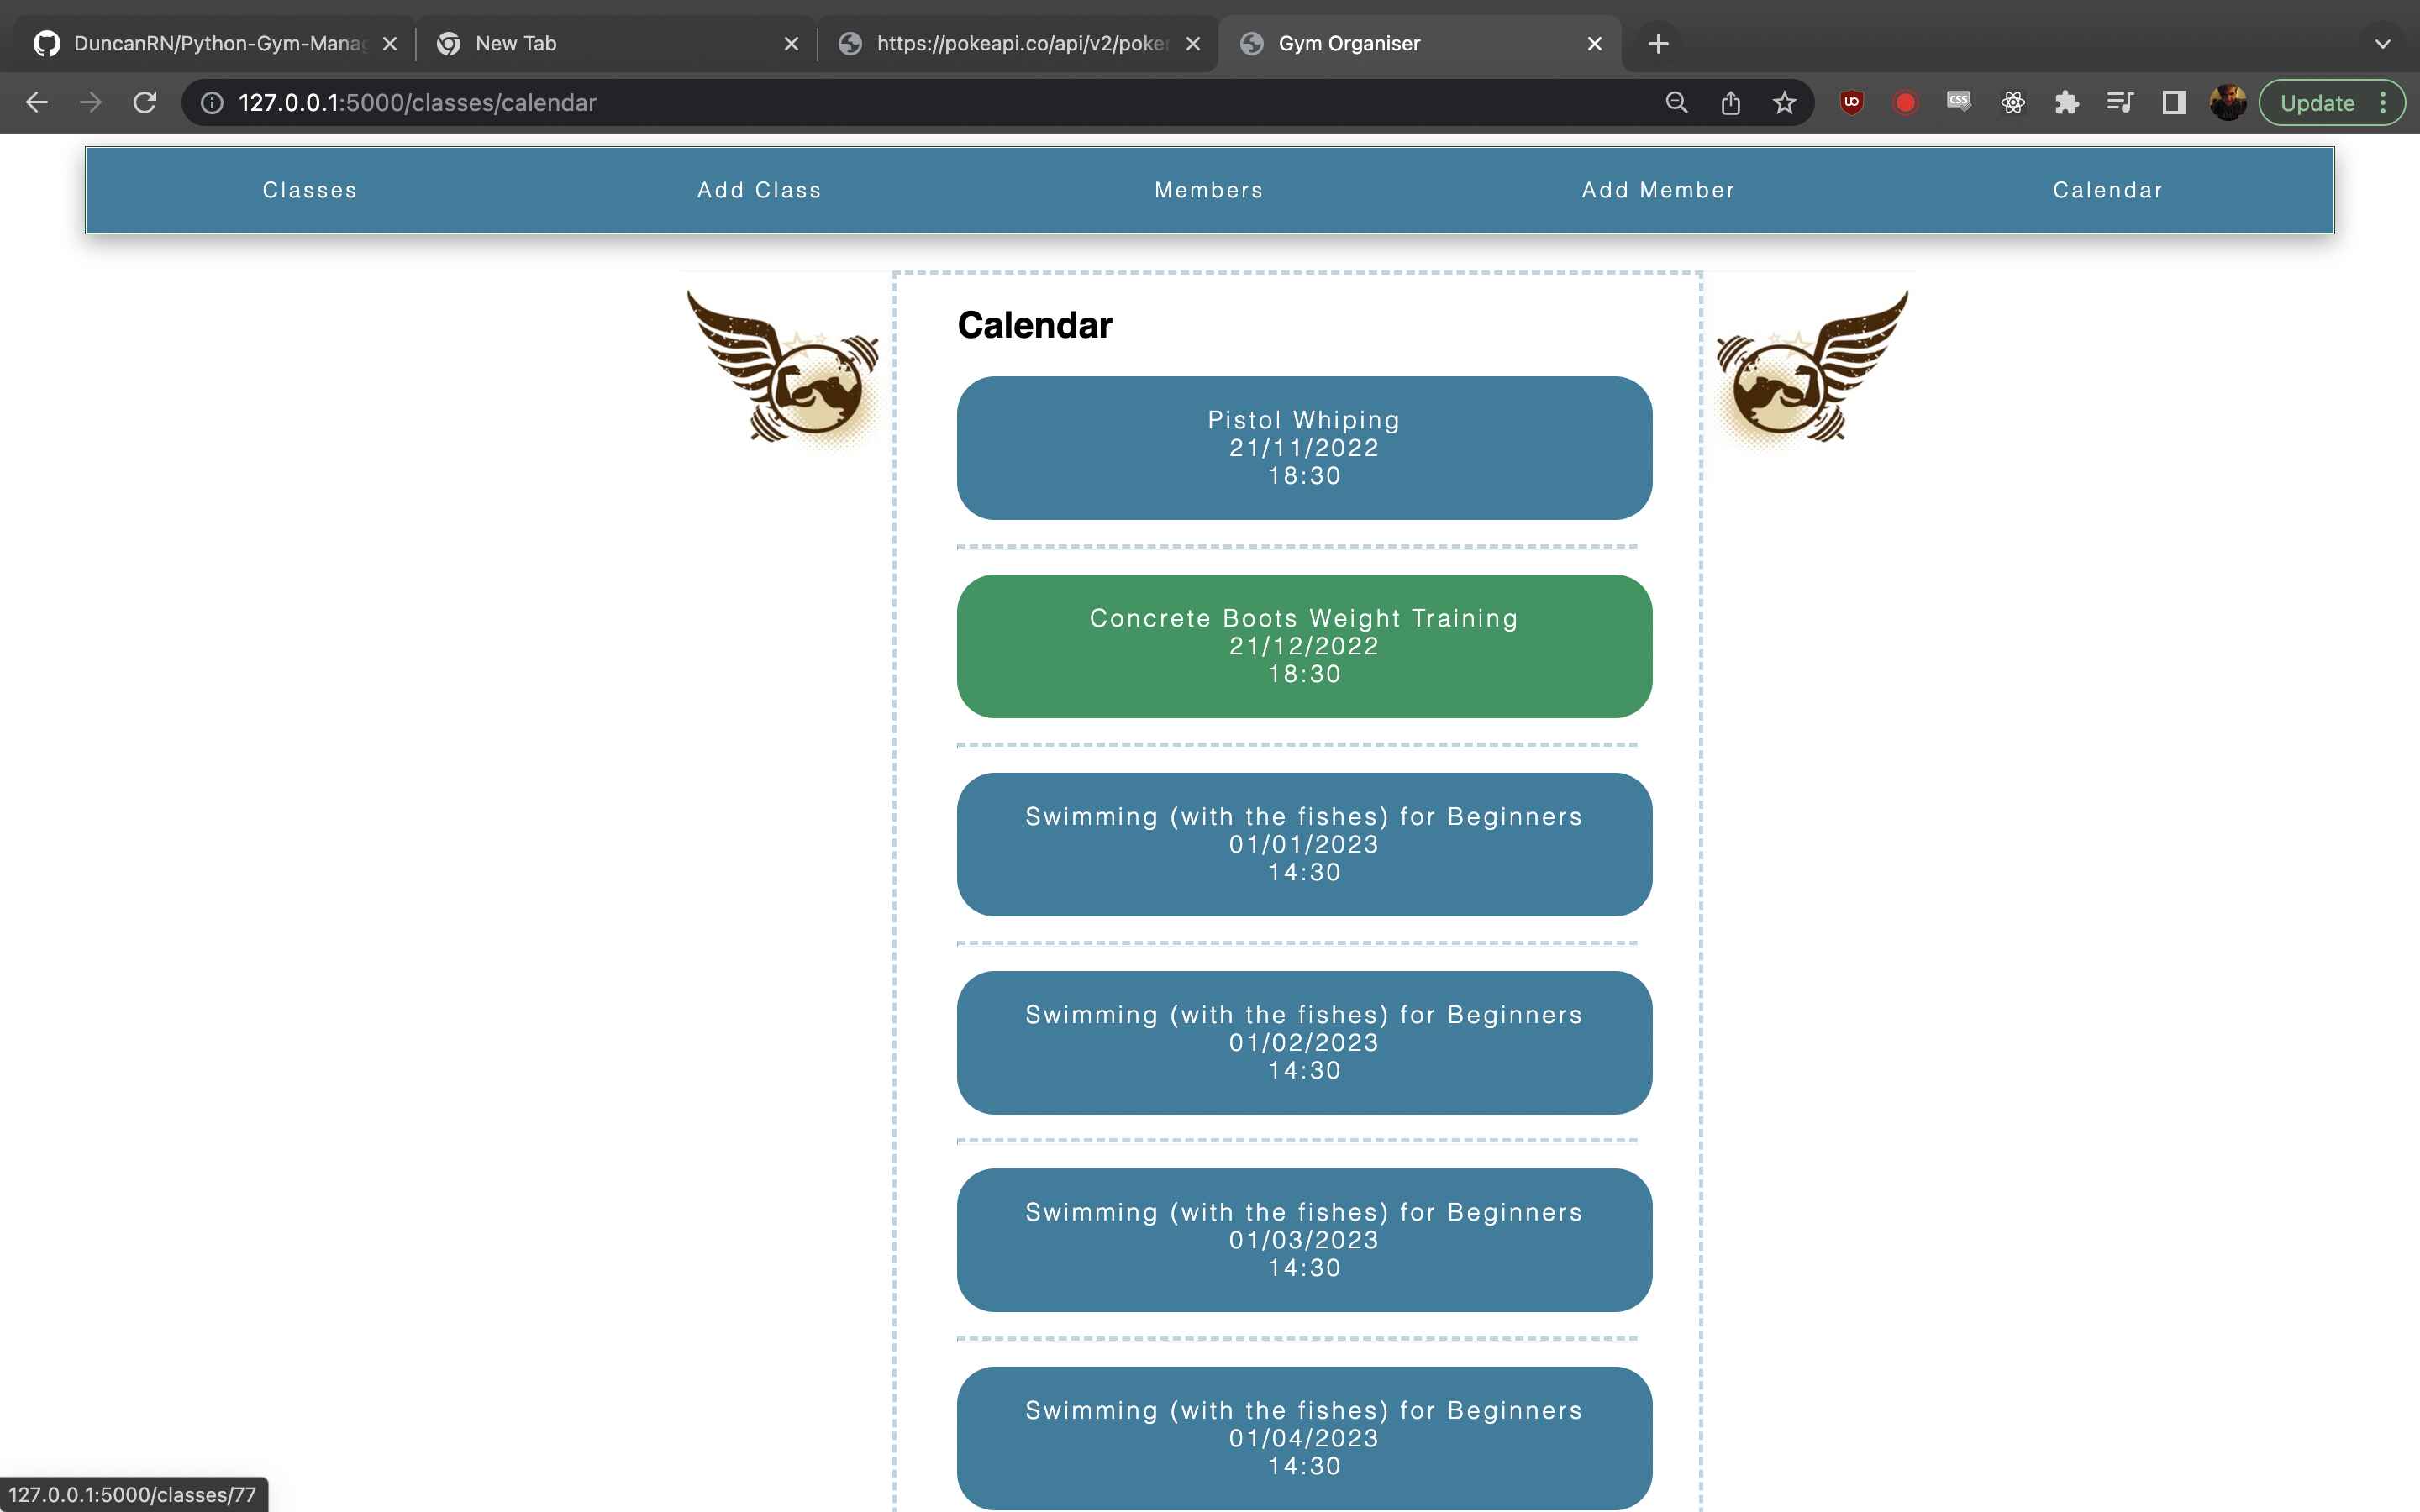 DuncanRN/Python-Gym-Mana
New Tab
https://pokeapi.co/api/v2/poke
Gym Organiser
127.0.0.1:5000/classes/calendar
UO
CSS
Update
Classes
Add Class
Members
Add Member
Calendar
Calendar
Pistol Whiping
21/11/2022
18:30
Concrete Boots Weight Training
21/12/2022
18:30
Swimming (with the fishes) for Beginners
01/01/2023
14:30
Swimming (with the fishes) for Beginners
01/02/2023
14:30
Swimming (with the fishes) for Beginners
01/03/2023
14:30
Swimming (with the fishes) for Beginners
01/04/2023
14:30
127.0.0.1:5000/classes/77